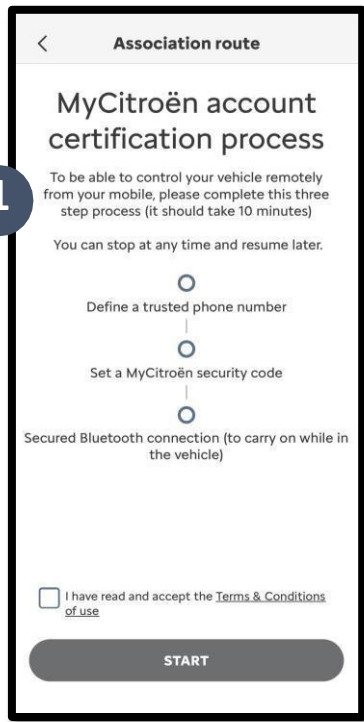 Association route
MyCitroën account
certification process
To be able to control your vehicle remotely
from your mobile, please complete this three
step process (it should take 10 minutes)
1
You can stop at any time and resume later.
Define a trusted phone number
Set a MyCitroën security code
Secured Bluetooth connection (to carry on while in
the vehicle)
I have read and accept the Terms & Conditions
of use
START